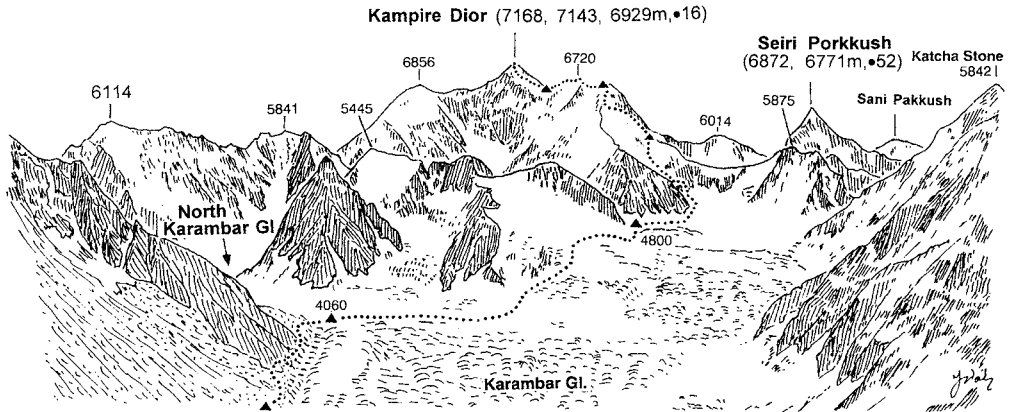 Kampire Dior (7168, 7143, 6929m,•16)
6856
6720
Seiri Porkkush
(6872, 6771m,•52)
Katcha Stone
5842
6114
5841
5445
6014
5875
Sani Pakkush
North
Karambar Gl
4800
4060
Karambar Gl.